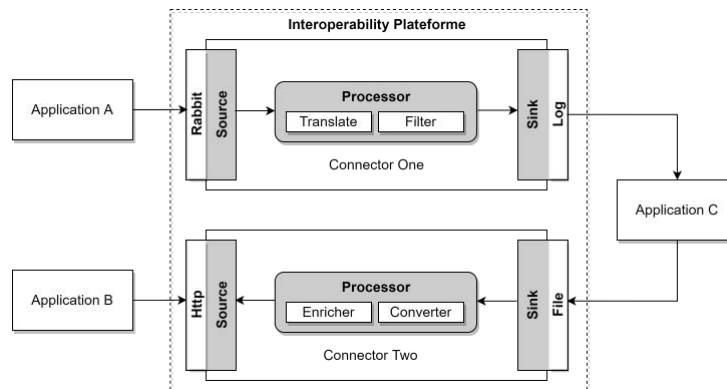 Interoperability Plateforme
Application A
Rabbit
Source
Processor
Translate
Filter
Connector One
Sink
Log
Application C
Application B
Http
Source
Processor
Enricher
Converter
Connector Two
Sink
File